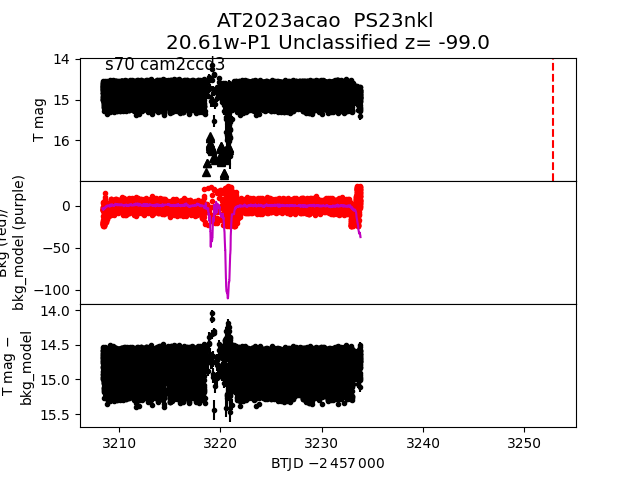 AT2023acao  PS23nkl
20.61w-P1 Unclassified z= -99.0
s70 cam2ccd3
14
15
16
T mag
0
−50
−100
Bkg (red)/
bkg_model (purple)
14.0
14.5
15.0
15.5
T mag −
bkg_model
3210
3220
3230
3240
3250
BTJD −2 457 000